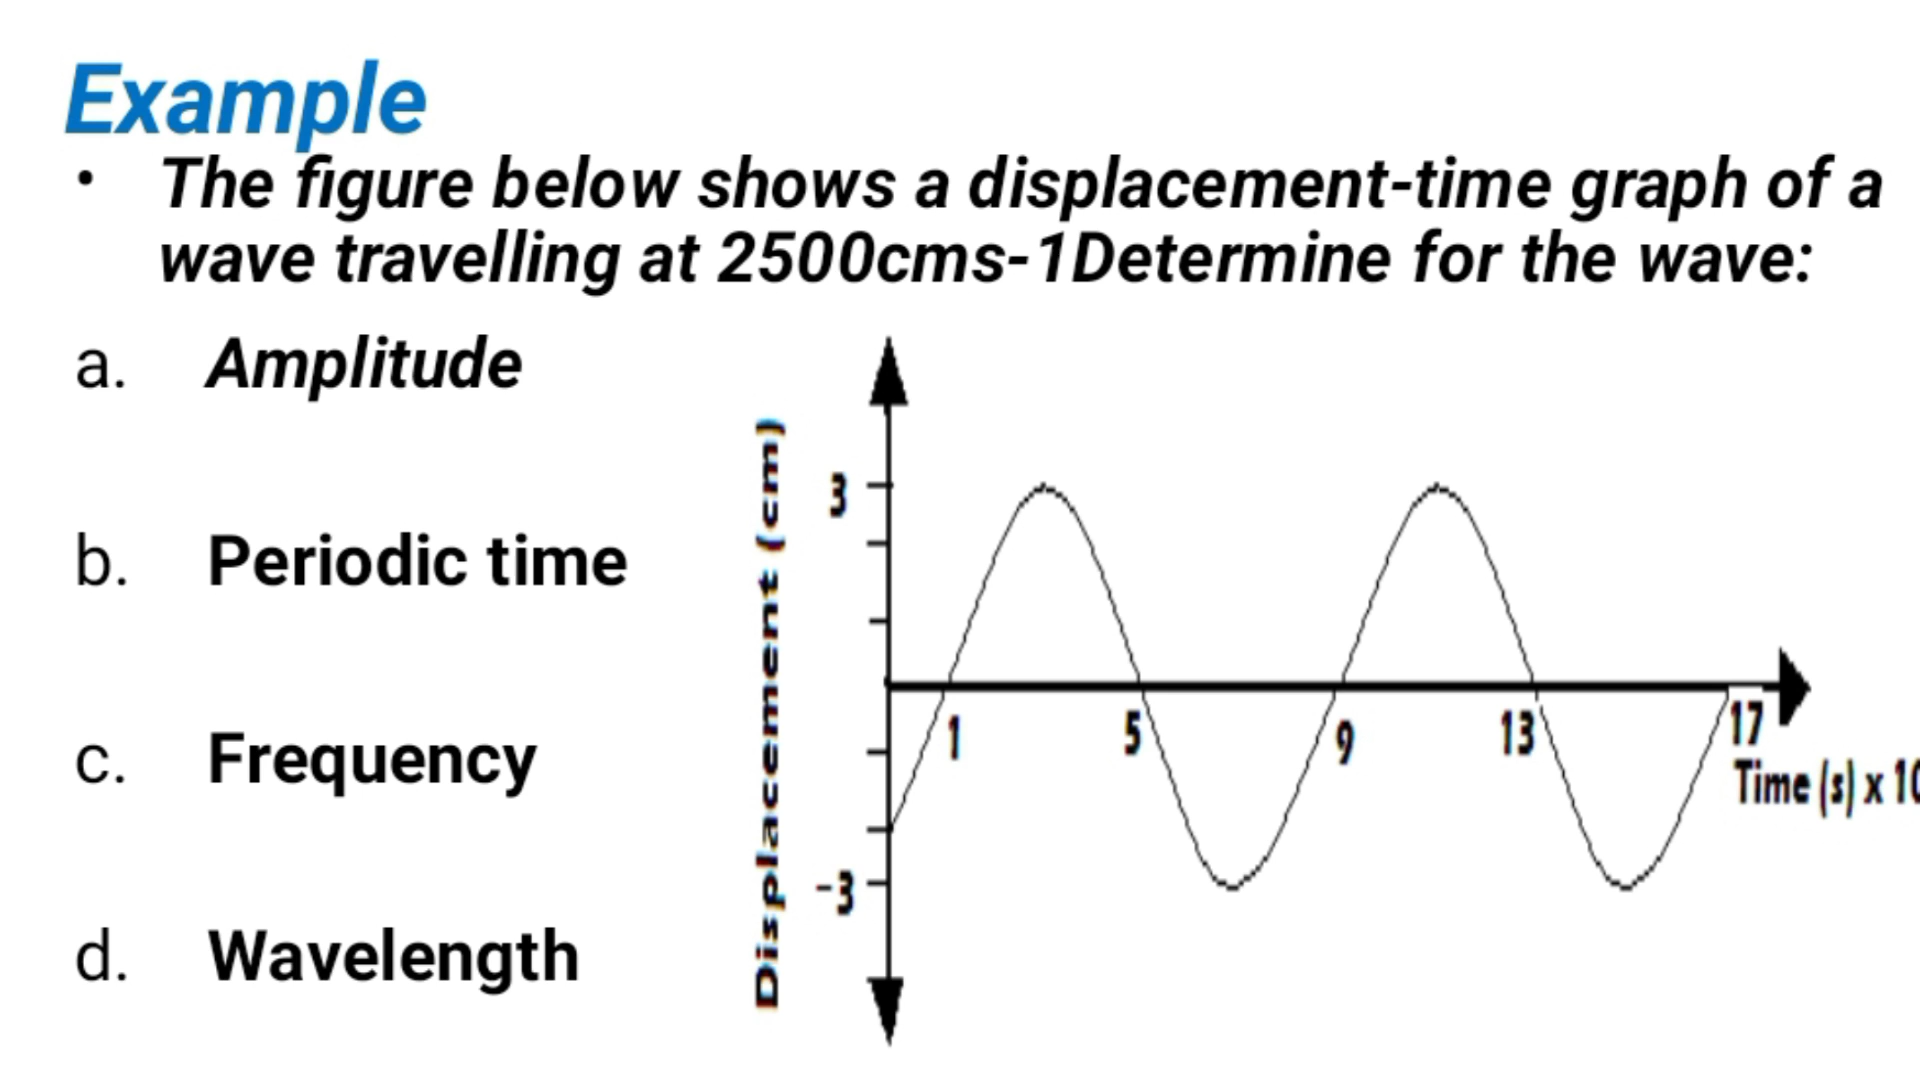 Example
• The figure below shows a displacement-time graph of a
wave travelling at 2500cms-1Determine for the wave:
a. Amplitude
b. Periodic time
c. Frequency
d. Wavelength
Displacement (cm)
3
-3
1
5
9
13
17
Time (s) x 10